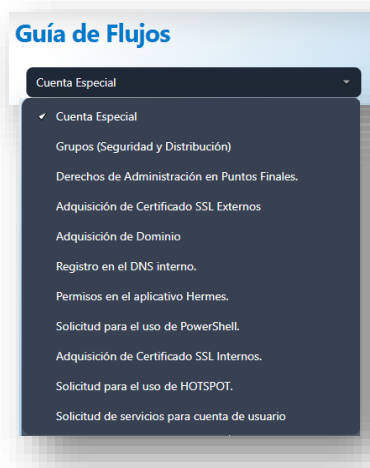 Guía de Flujos
Cuenta Especial
✓ Cuenta Especial
Grupos (Seguridad y Distribución)
Derechos de Administración en Puntos Finales.
Adquisición de Certificado SSL Externos
Adquisición de Dominio
Registro en el DNS interno.
Permisos en el aplicativo Hermes.
Solicitud para el uso de PowerShell.
Adquisición de Certificado SSL Internos.
Solicitud para el uso de HOTSPOT.
Solicitud de servicios para cuenta de usuario